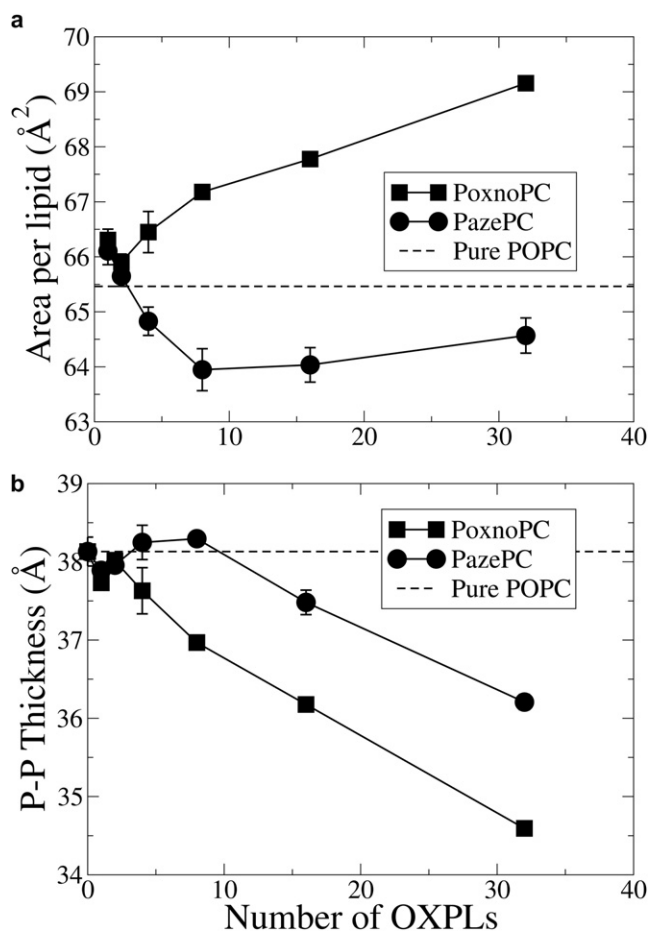 a
70
69
68
67
66
65
64
63
Area per lipid (Å²)
PoxnoPC
PazePC
Pure POPC
0 10 20 30 40
b
39
38
37
36
35
34
P-P Thickness (Å)
PoxnoPC
PazePC
Pure POPC
0 10 20 30 40
Number of OXPLs